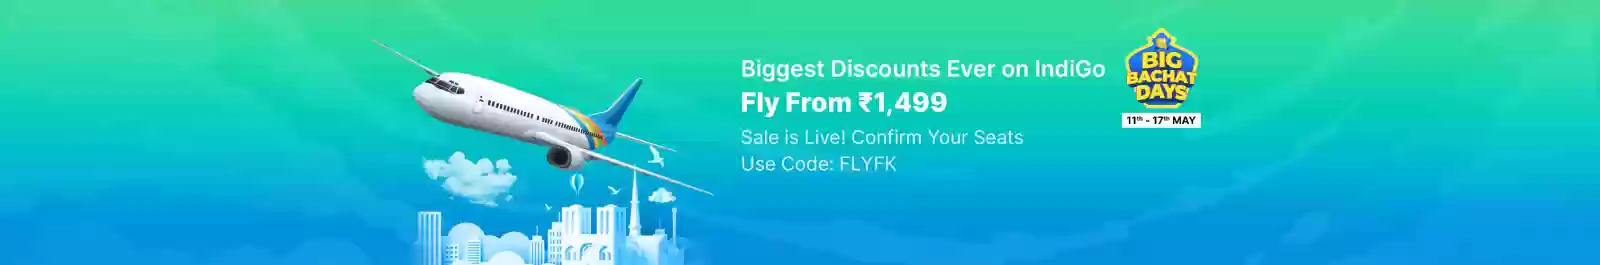 Biggest Discounts Ever on IndiGo
Fly From ₹1,499
Sale is Live! Confirm Your Seats
Use Code: FLYFK
BIG
BACHAT
DAYS
11th - 17th MAY